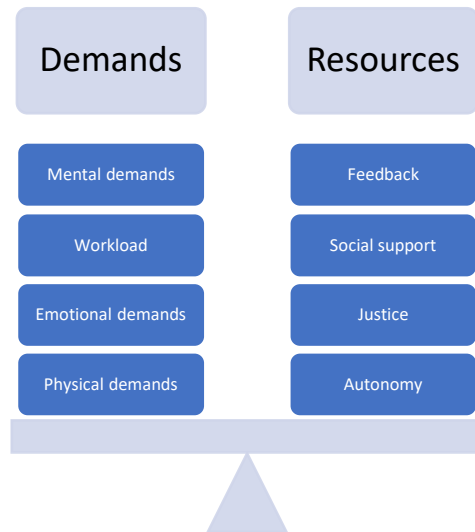 Demands
Mental demands
Workload
Emotional demands
Physical demands
Resources
Feedback
Social support
Justice
Autonomy